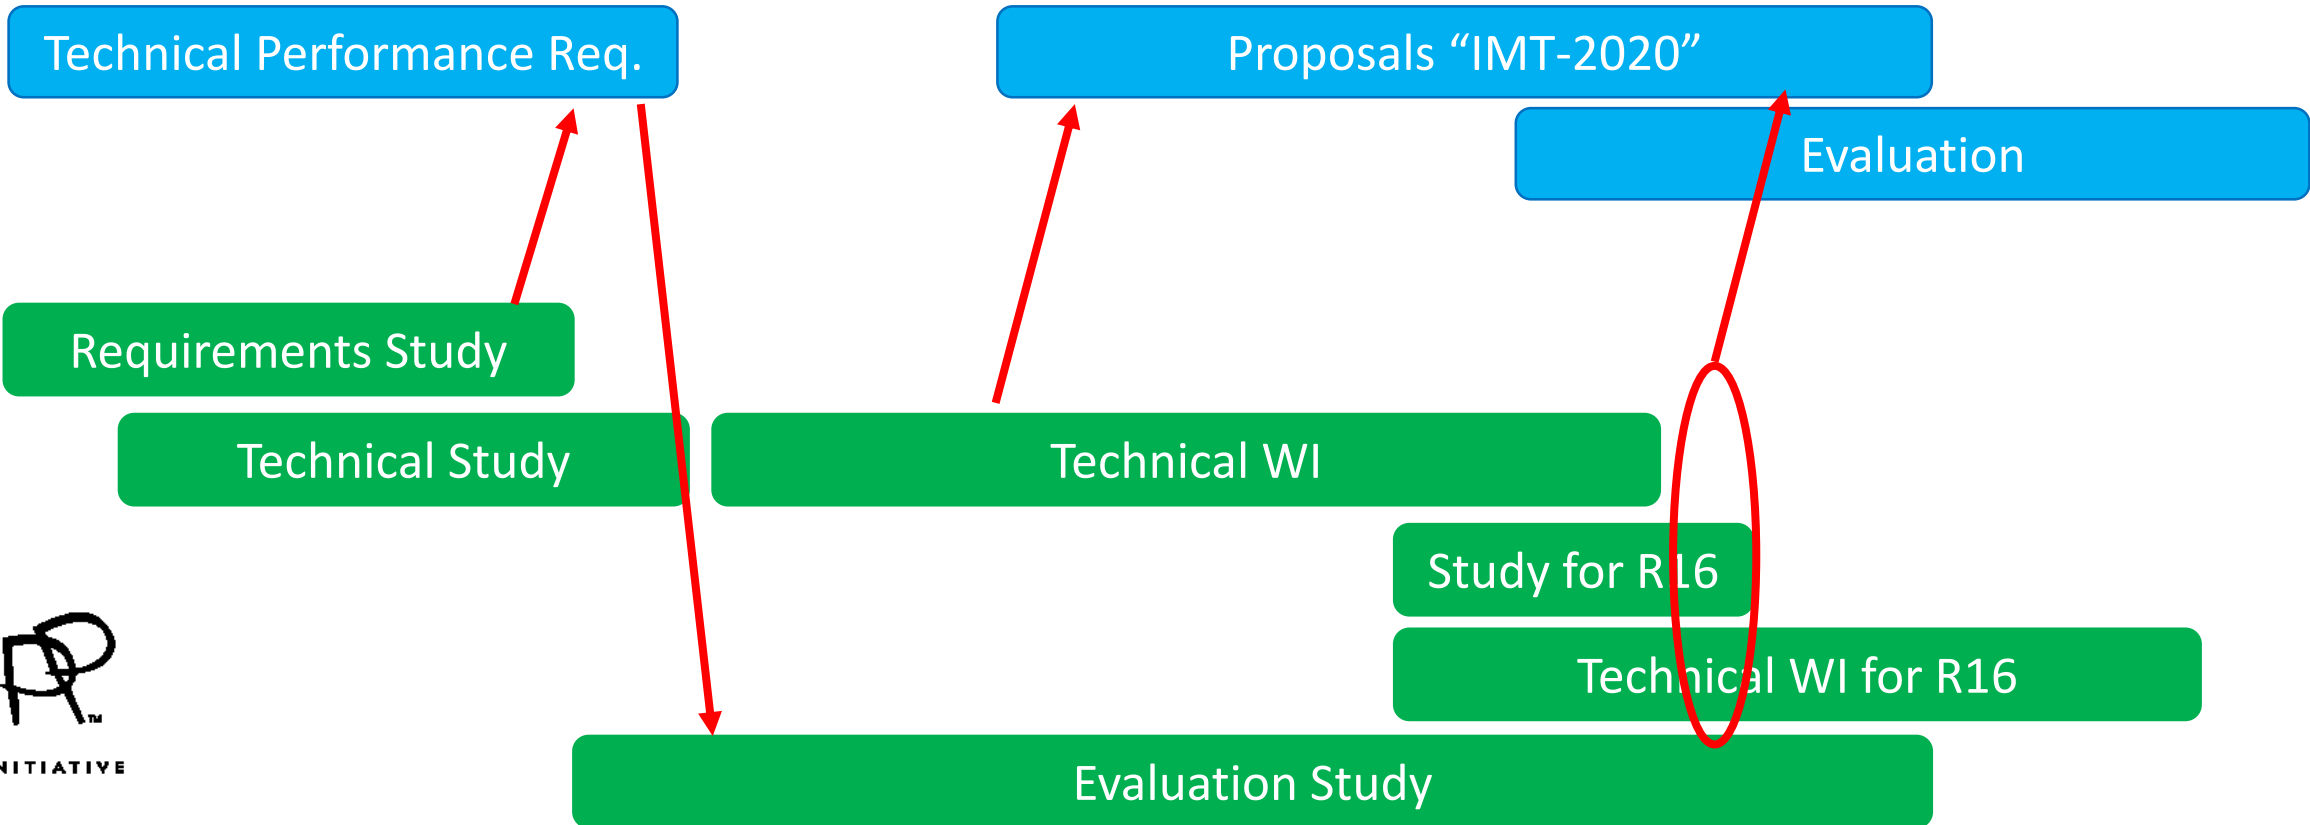 Technical Performance Req.
Proposals “IMT-2020”
Evaluation
Requirements Study
Technical Study
Technical WI
Study for R16
Technical WI for R16
TM
Evaluation Study